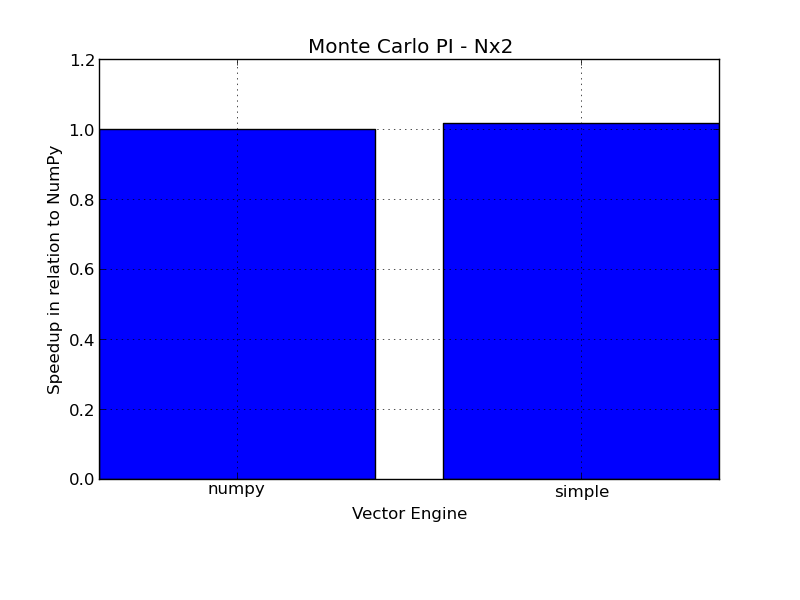 Monte Carlo PI - Nx2
1.2
1.0
0.8
0.6
0.4
0.2
0.0
Speedup in relation to NumPy
numpy
simple
Vector Engine